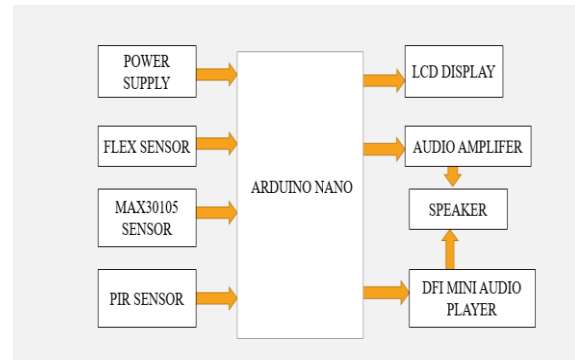 POWER
SUPPLY
FLEX SENSOR
MAX30105
SENSOR
PIR SENSOR
ARDUINO NANO
LCD DISPLAY
AUDIO AMPLIFER
SPEAKER
DFI MINI AUDIO
PLAYER